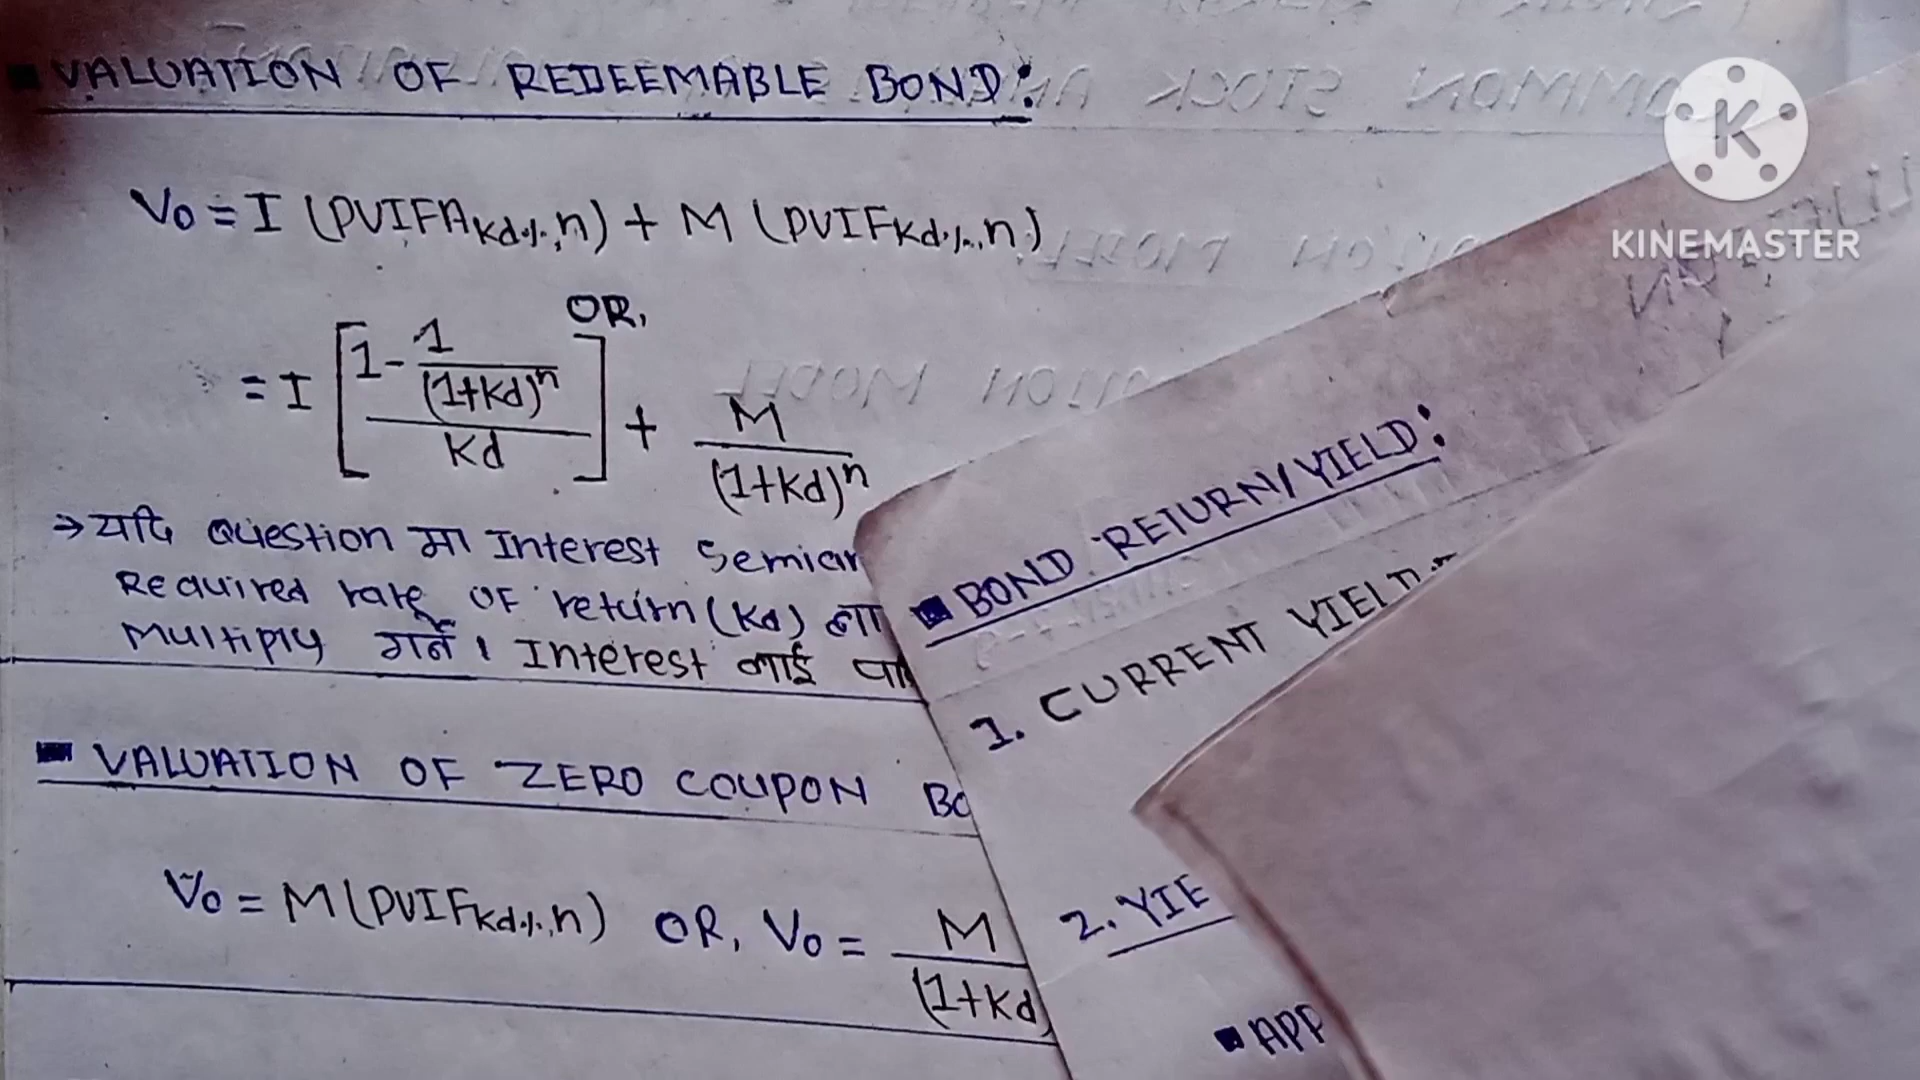 VALUATION OF REDEEMABLE BOND:
V₀ = I (PVIFA kd%, n) + M (PVIF kd%, n)
OR,
= I [ (1 - 1/(1+kd)ⁿ) / kd ] + M/(1+kd)ⁿ
→ यदि Question मा Interest Semian
Required rate OF return (Kd) ला
Multiply गर्ने। Interest लाई पा
VALUATION OF ZERO COUPON BO
V₀ = M (PVIF kd%, n) OR, V₀ = M/(1+kd)
BOND RETURN/YIELD:
1. CURRENT YIELD
2. YIE
APP
KINEMASTER